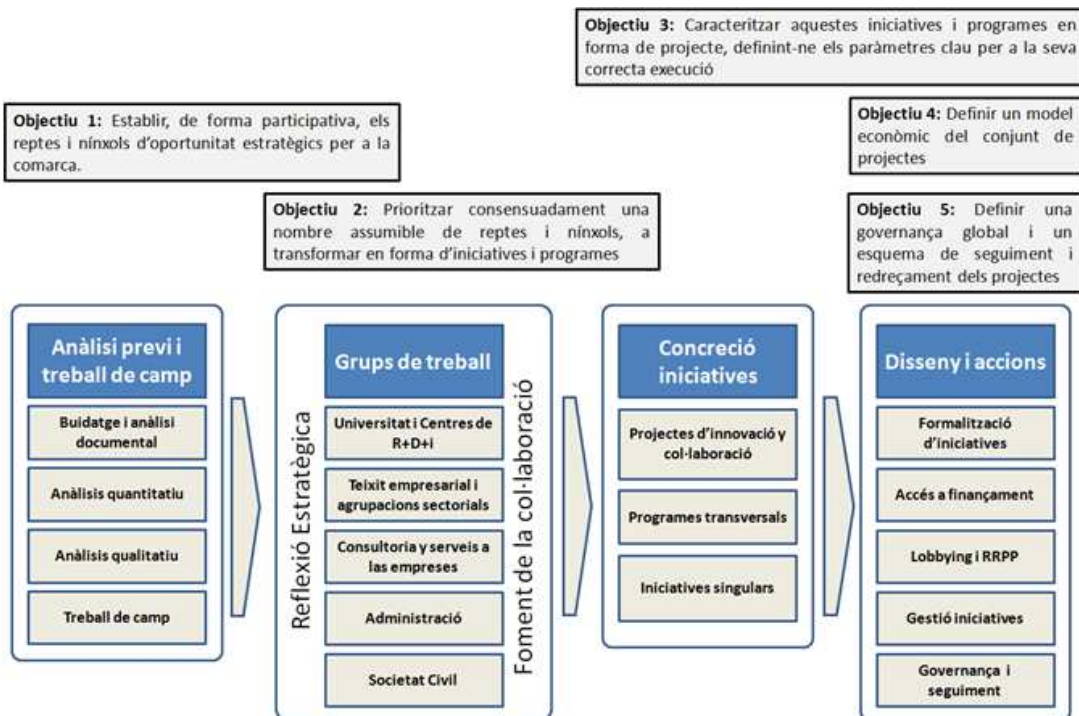 Objectiu 3: Caracteritzar aquestes iniciatives i programes en
forma de projecte, definint-ne els paràmetres clau per a la seva
correcta execució
Objectiu 1: Establir, de forma participativa, els
reptes i nínxols d'oportunitat estratègics per a la
comarca.
Objectiu 4: Definir un model
econòmic del conjunt de
projectes
Objectiu 2: Prioritzar consensuadament una
nombre assumible de reptes i nínxols, a
transformar en forma d'iniciatives i programes
Objectiu 5: Definir una
governança global i un
esquema de seguiment i
redreçament dels projectes
Anàlisi previ i
treball de camp
Buidatge i anàlisi
documental
Anàlisis quantitatiu
Anàlisis qualitatiu
Treball de camp
Reflexió Estratègica
Grups de treball
Universitat i Centres de
R+D+i
Teixit empresarial i
agrupacions sectorials
Consultoria y serveis a
las empreses
Administració
Societat Civil
Foment de la col·laboració
Concreció
iniciatives
Projectes d'innovació y
col·laboració
Programes transversals
Iniciatives singulars
Disseny i accions
Formalització
d'iniciatives
Accés a finançament
Lobbying i RRPP
Gestió iniciatives
Governança i
seguiment